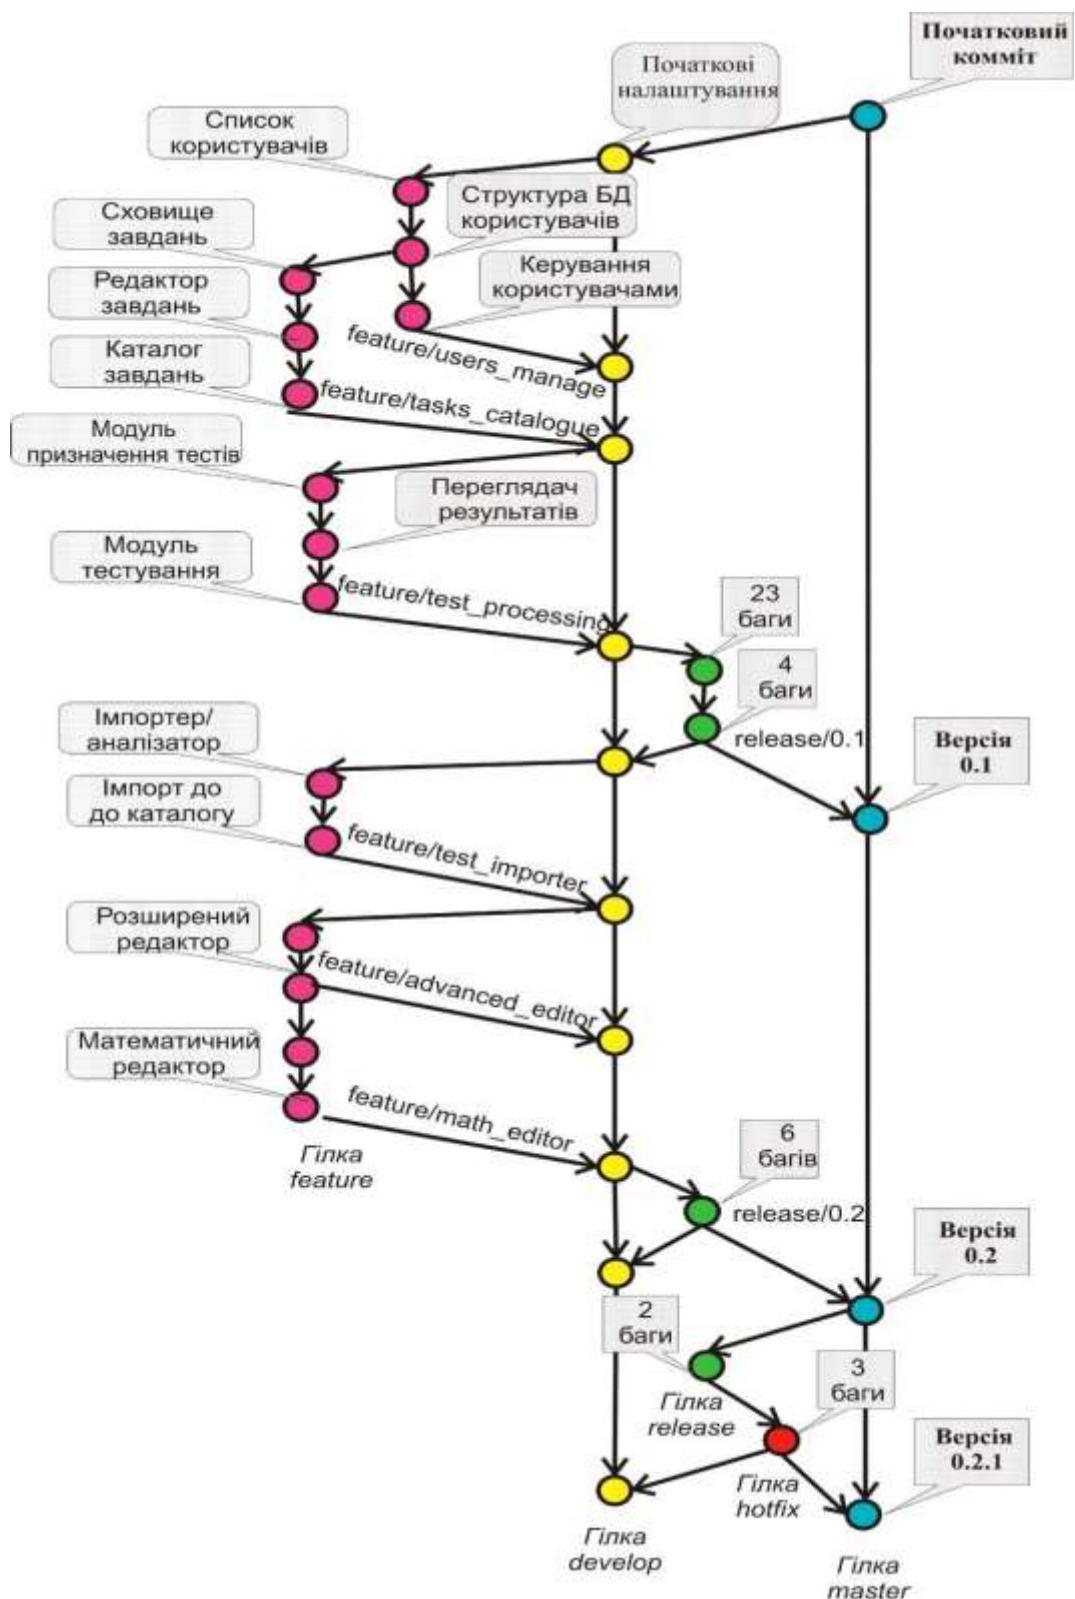 Початковий
комміт
Початкові
налаштування
Список
користувачів
Структура БД
користувачів
Сховище
завдань
Керування
користувачами
Редактор
завдань
feature/users_manage
Каталог
завдань
feature/tasks_catalogue
Модуль
призначення тестів
Переглядач
результатів
Модуль
тестування
feature/test_processing
23
баги
4
баги
release/0.1
Імпортер/
аналізатор
Версія
0.1
Імпорт до
до каталогу
feature/test_importer
Розширений
редактор
feature/advanced_editor
Математичний
редактор
feature/math_editor
Гілка
feature
6
багів
release/0.2
Версія
0.2
2
баги
3
баги
Гілка
release
Версія
0.2.1
Гілка
hotfix
Гілка
develop
Гілка
master